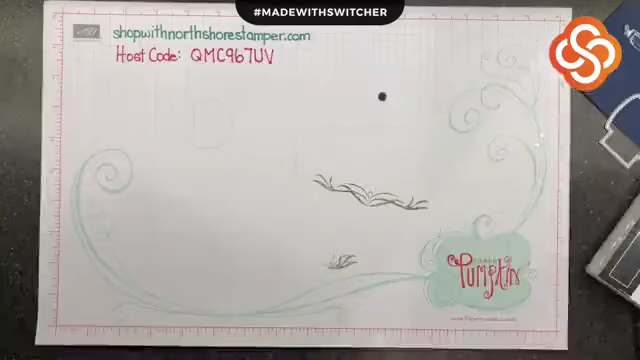 #MADEWITHSWITCHER
shopwithnorthshorestamper.com
Host Code: QMC967UV
Pumpkin